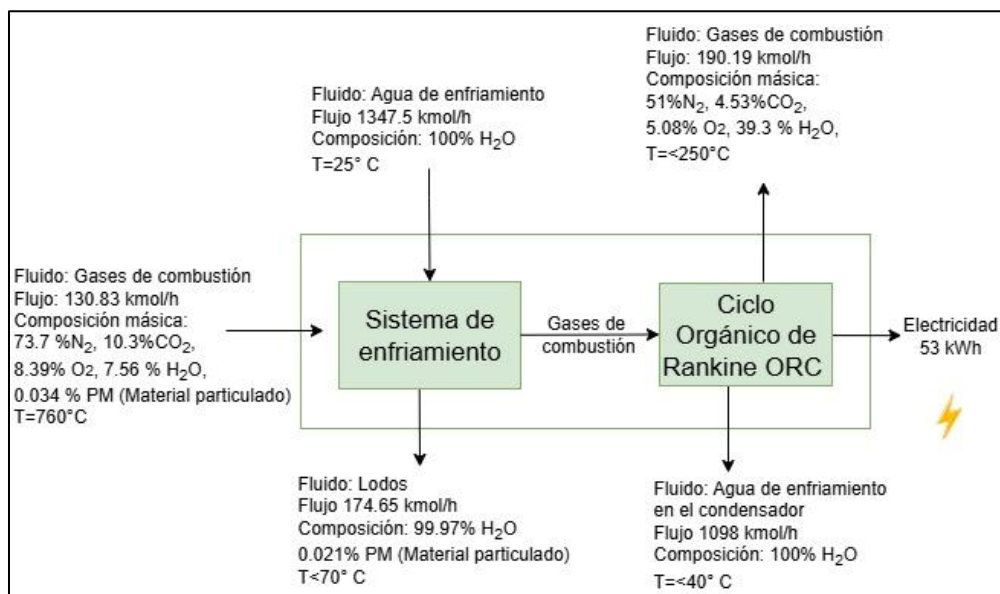 Fluido: Gases de combustión
Flujo: 190.19 kmol/h
Composición másica:
51%N2, 4.53%CO2,
5.08% O2, 39.3 % H2O,
T=<250°C
Fluido: Agua de enfriamiento
Flujo 1347.5 kmol/h
Composición: 100% H2O
T=25° C
Fluido: Gases de combustión
Flujo: 130.83 kmol/h
Composición másica:
73.7 %N2, 10.3%CO2,
8.39% O2, 7.56 % H2O,
0.034 % PM (Material particulado)
T=760°C
Sistema de
enfriamiento
Gases de
combustión
Ciclo
Orgánico de
Rankine ORC
Electricidad
53 kWh
Fluido: Lodos
Flujo 174.65 kmol/h
Composición: 99.97% H2O
0.021% PM (Material particulado)
T<70° C
Fluido: Agua de enfriamiento
en el condensador
Flujo 1098 kmol/h
Composición: 100% H2O
T=<40° C